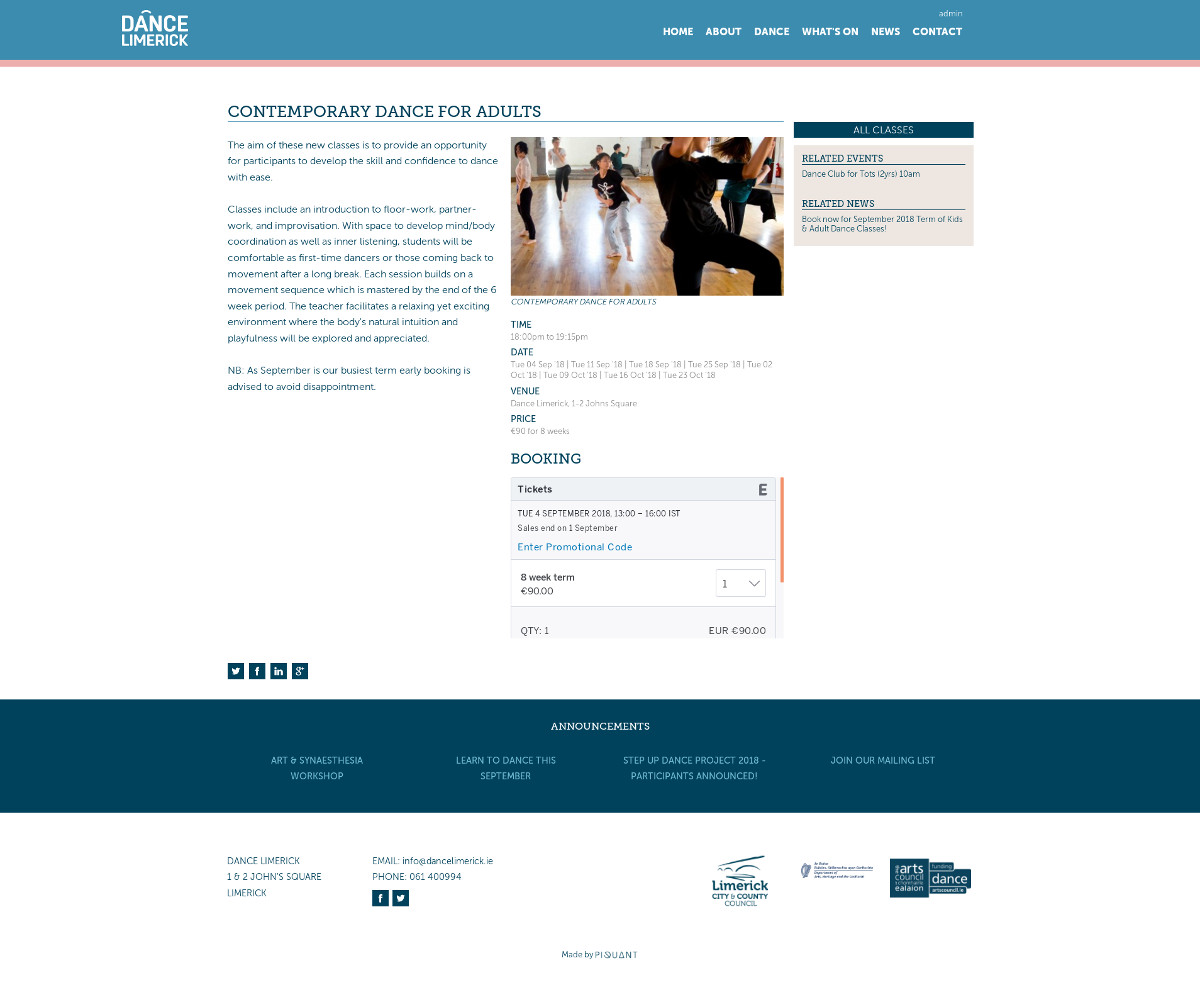 DANCE
LIMERICK
admin
HOME ABOUT DANCE WHAT'S ON NEWS CONTACT
CONTEMPORARY DANCE FOR ADULTS
The aim of these new classes is to provide an opportunity
for participants to develop the skill and confidence to dance
with ease.
Classes include an introduction to floor-work, partner-
work, and improvisation. With space to develop mind/body
coordination as well as inner listening, students will be
comfortable as first-time dancers or those coming back to
movement after a long break. Each session builds on a
movement sequence which is mastered by the end of the 6
week period. The teacher facilitates a relaxing yet exciting
environment where the body's natural intuition and
playfulness will be explored and appreciated.
NB: As September is our busiest term early booking is
advised to avoid disappointment.
CONTEMPORARY DANCE FOR ADULTS
TIME
18:00pm to 19:15pm
DATE
Tue 04 Sep '18 | Tue 11 Sep '18 | Tue 18 Sep '18 | Tue 25 Sep '18 | Tue 02
Oct '18 | Tue 09 Oct '18 | Tue 16 Oct '18 | Tue 23 Oct '18
VENUE
Dance Limerick, 1-2 Johns Square
PRICE
€90 for 8 weeks
BOOKING
Tickets E
TUE 4 SEPTEMBER 2018, 13:00 – 16:00 IST
Sales end on 1 September
Enter Promotional Code
8 week term
€90.00
1
QTY: 1 EUR €90.00
ALL CLASSES
RELATED EVENTS
Dance Club for Tots (2yrs) 10am
RELATED NEWS
Book now for September 2018 Term of Kids
& Adult Dance Classes!
ANNOUNCEMENTS
ART & SYNAESTHESIA
WORKSHOP
LEARN TO DANCE THIS
SEPTEMBER
STEP UP DANCE PROJECT 2018 -
PARTICIPANTS ANNOUNCED!
JOIN OUR MAILING LIST
DANCE LIMERICK
1 & 2 JOHN'S SQUARE
LIMERICK
EMAIL: info@dancelimerick.ie
PHONE: 061 400994
Limerick
CITY & COUNTY
COUNCIL
arts
council
ealaíon
funding
dance
artscouncil.ie
Made by PIQUANT